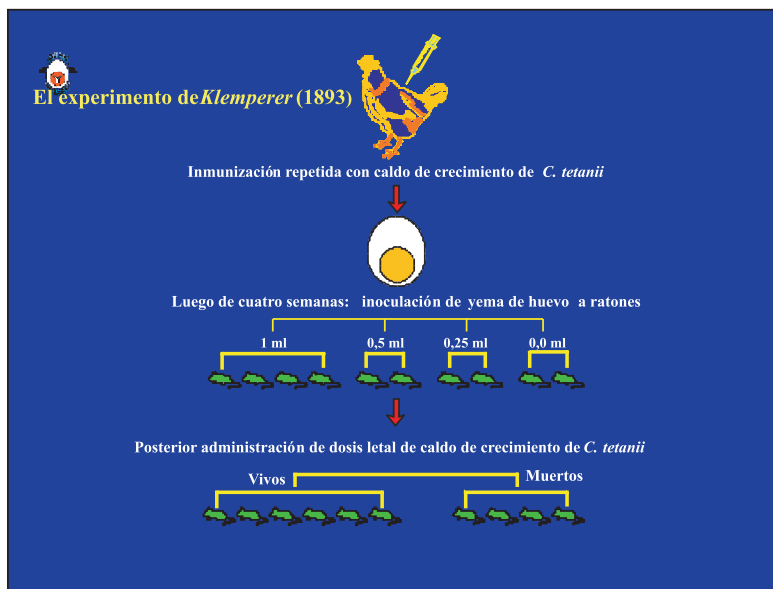 El experimento de Klemperer (1893)
Inmunización repetida con caldo de crecimiento de C. tetanii
Luego de cuatro semanas: inoculación de yema de huevo a ratones
1 ml 0,5 ml 0,25 ml 0,0 ml
Posterior administración de dosis letal de caldo de crecimiento de C. tetanii
Vivos Muertos